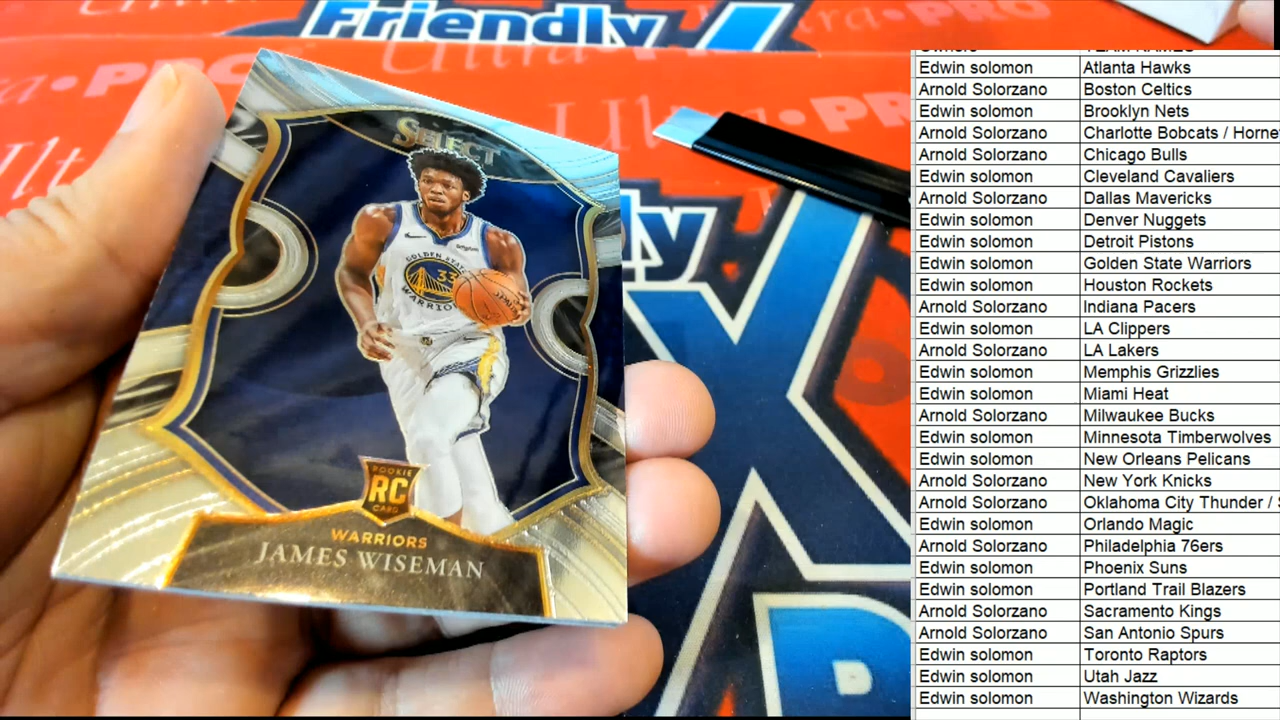 Friendly
Ultra
PRO
Ultra PRO
Ultra PRO
SELECT
GOLDEN STATE
33
WARRIORS
SPALDING
ROOKIE
RC
CARD
WARRIORS
JAMES WISEMAN
Edwin solomon Atlanta Hawks
Arnold Solorzano Boston Celtics
Edwin solomon Brooklyn Nets
Arnold Solorzano Charlotte Bobcats / Horne
Arnold Solorzano Chicago Bulls
Edwin solomon Cleveland Cavaliers
Arnold Solorzano Dallas Mavericks
Edwin solomon Denver Nuggets
Edwin solomon Detroit Pistons
Edwin solomon Golden State Warriors
Edwin solomon Houston Rockets
Arnold Solorzano Indiana Pacers
Edwin solomon LA Clippers
Arnold Solorzano LA Lakers
Edwin solomon Memphis Grizzlies
Edwin solomon Miami Heat
Arnold Solorzano Milwaukee Bucks
Edwin solomon Minnesota Timberwolves
Edwin solomon New Orleans Pelicans
Arnold Solorzano New York Knicks
Arnold Solorzano Oklahoma City Thunder /
Edwin solomon Orlando Magic
Arnold Solorzano Philadelphia 76ers
Edwin solomon Phoenix Suns
Edwin solomon Portland Trail Blazers
Arnold Solorzano Sacramento Kings
Arnold Solorzano San Antonio Spurs
Edwin solomon Toronto Raptors
Edwin solomon Utah Jazz
Edwin solomon Washington Wizards